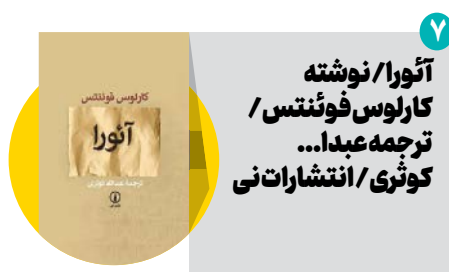 ۷
آئورا/نوشته
کارلوس فوئنتس/
ترجمه عبدا...
کوثری/انتشارات نی
کارلوس فوئنتس
آئورا
ترجمهٔ عبدالله کوثری